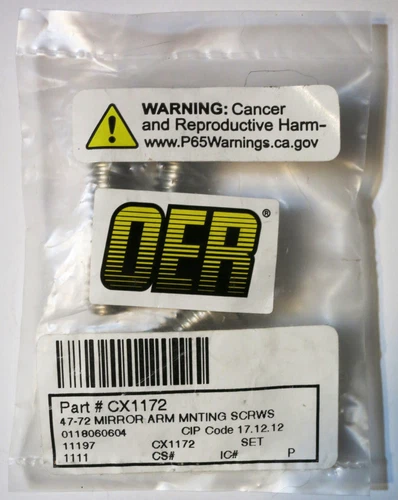 WARNING: Cancer
and Reproductive Harm-
www.P65Warnings.ca.gov
OER®
Part # CX1172
47-72 MIRROR ARM MNTING SCRWS
0118060604 CIP Code 17.12.12
11197 CX1172 SET
1111 CS# IC# P